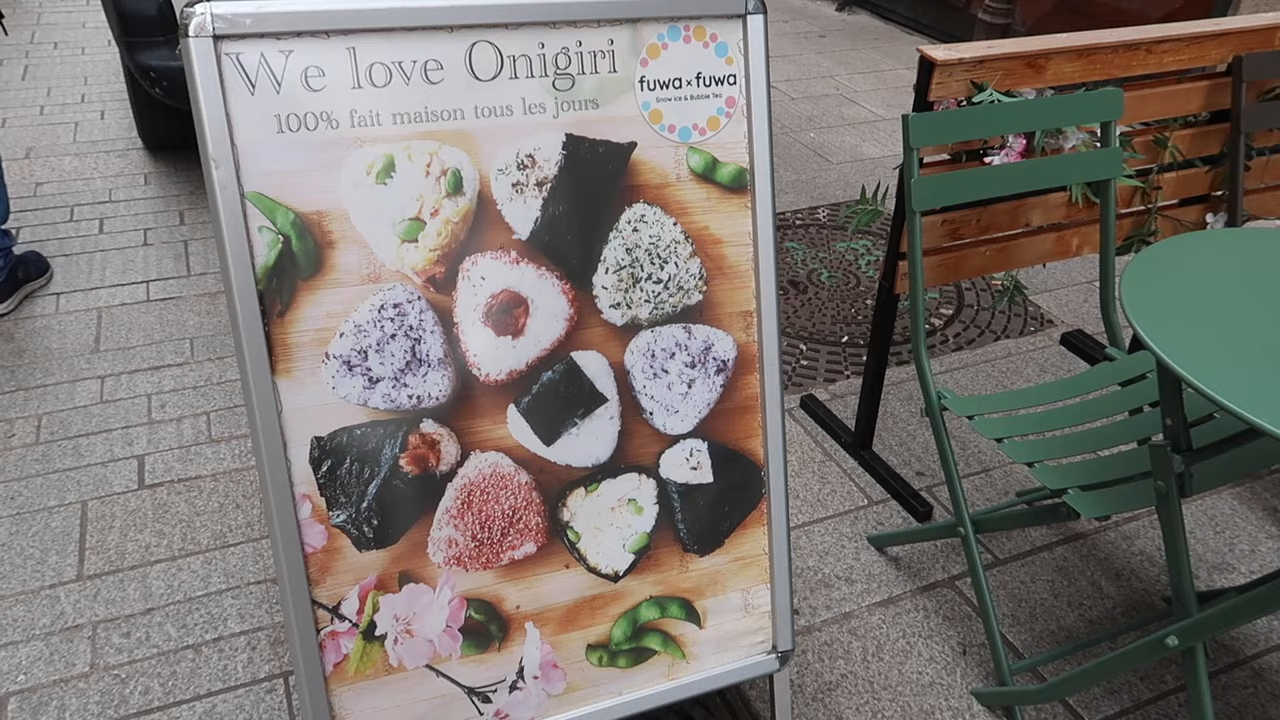 We love Onigiri
100% fait maison tous les jours
fuwa x fuwa
Snow ice & Bubble Tea